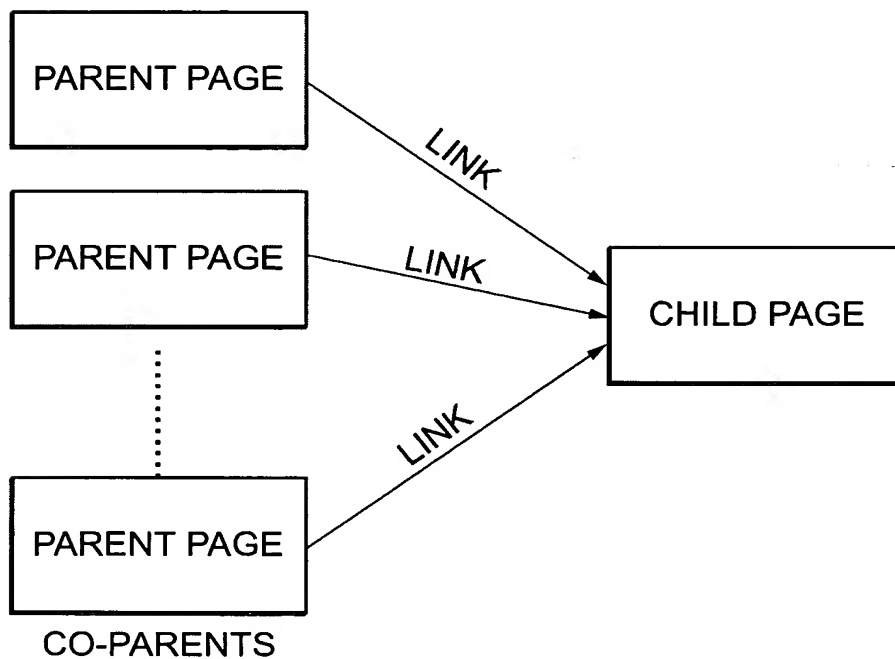 PARENT PAGE
LINK
PARENT PAGE
LINK
CHILD PAGE
LINK
PARENT PAGE
CO-PARENTS